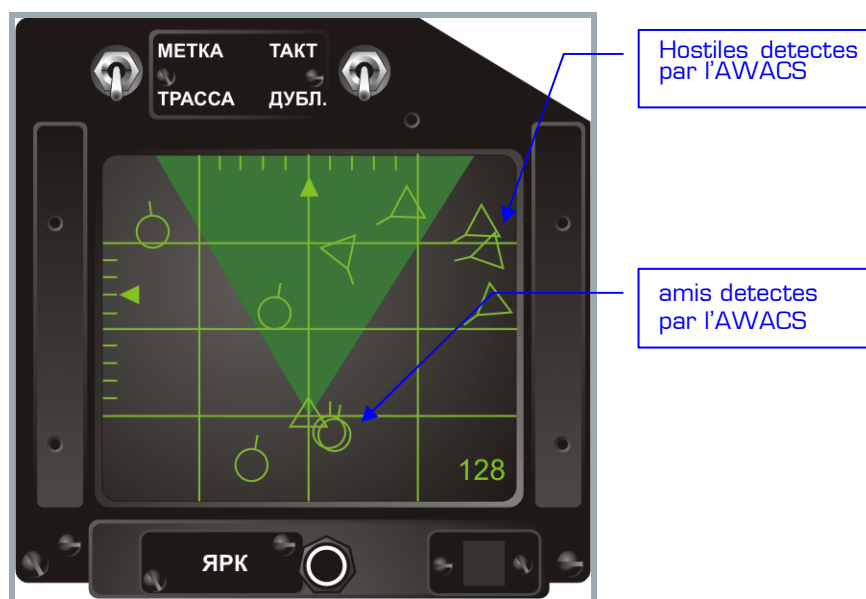 МЕТКА ТАКТ
ТРАССА ДУБЛ.
Hostiles detectes
par l'AWACS
amis detectes
par l'AWACS
128
ЯРК